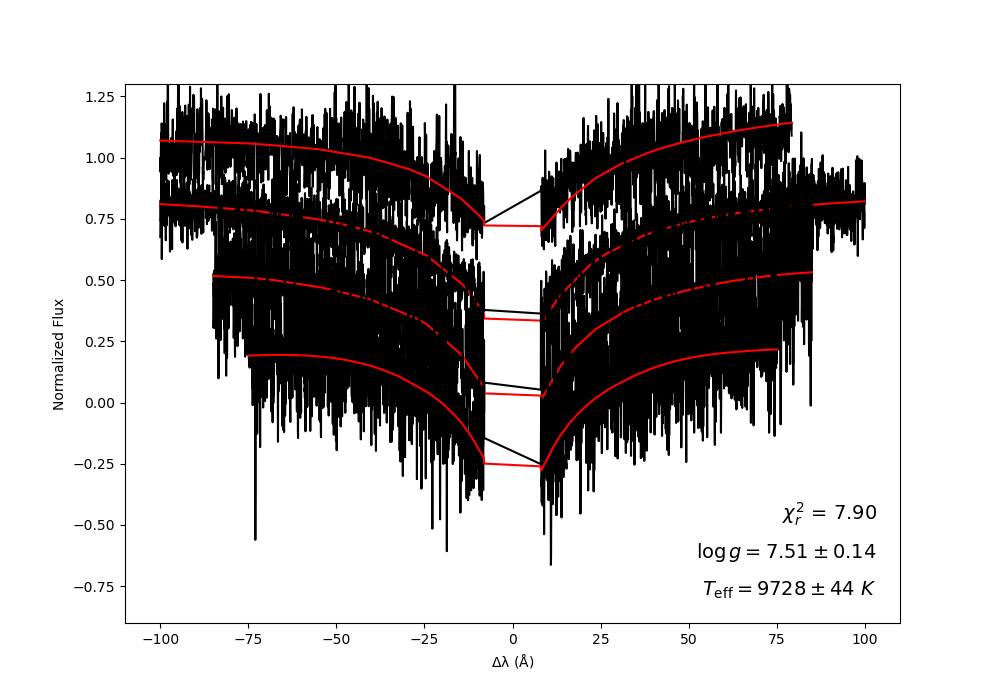 1.25
1.00
0.75
0.50
0.25
0.00
−0.25
−0.50
−0.75
Normalized Flux
χ²ᵣ = 7.90
log g = 7.51 ± 0.14
T_eff = 9728 ± 44 K
−100 −75 −50 −25 0 25 50 75 100
Δλ (Å)